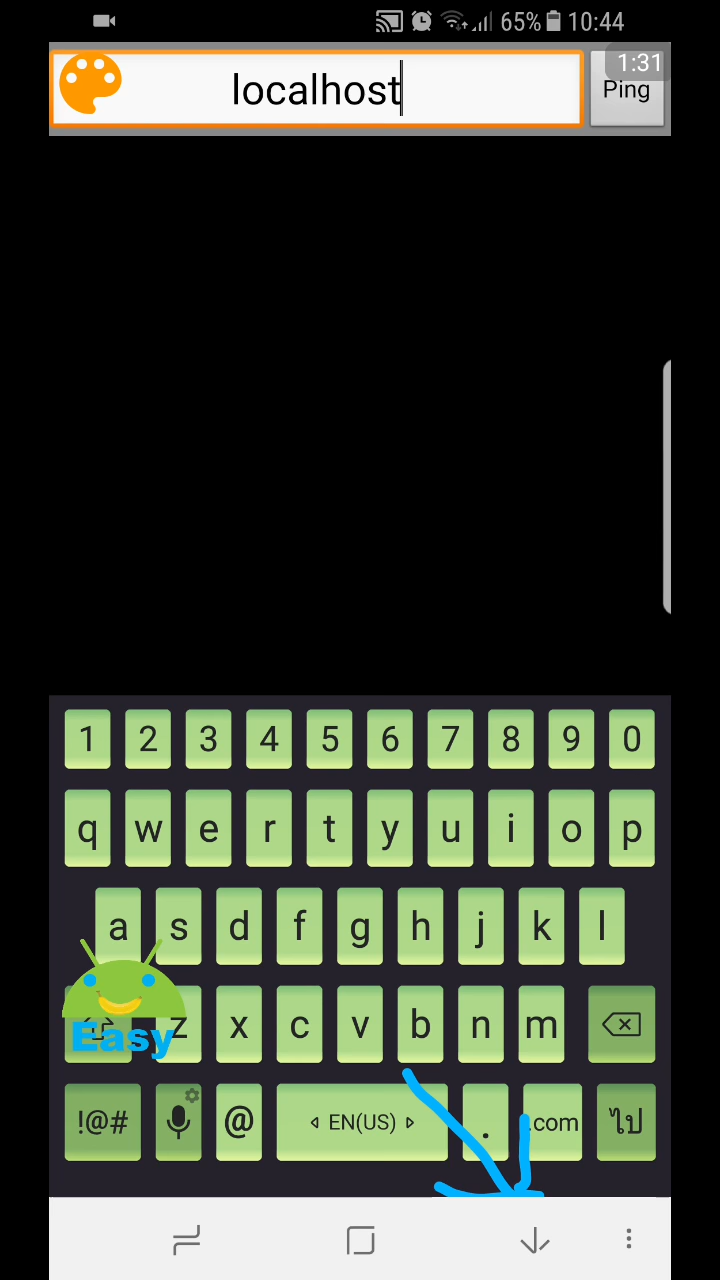 65% 10:44
1:31
localhost
Ping
1 2 3 4 5 6 7 8 9 0
q w e r t y u i o p
a s d f g h j k l
z x c v b n m
Easy
!@# @ EN(US) . .com ไป